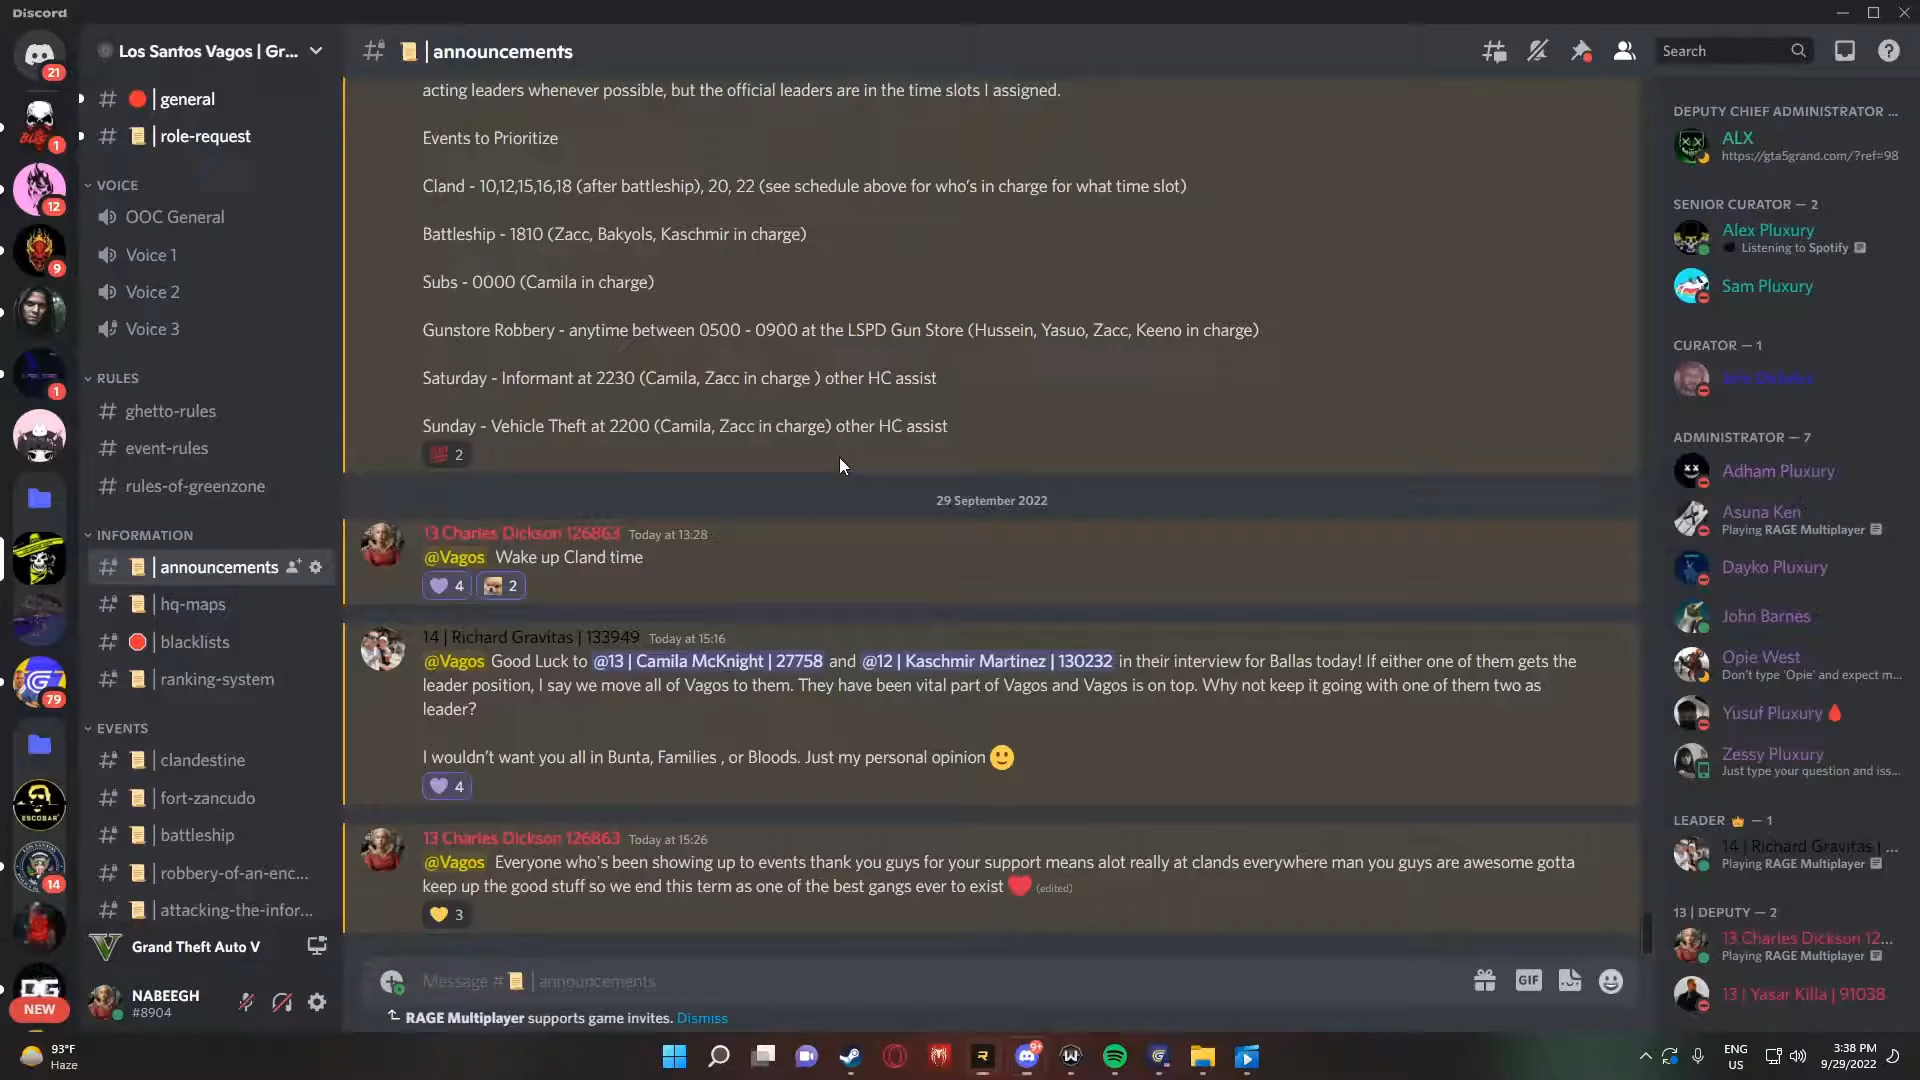 Discord
21
Los Santos Vagos | Gr...
| announcements
Search
| general
| role-request
VOICE
OOC General
Voice 1
Voice 2
Voice 3
RULES
ghetto-rules
event-rules
rules-of-greenzone
INFORMATION
| announcements
| hq-maps
| blacklists
| ranking-system
EVENTS
| clandestine
| fort-zancudo
| battleship
| robbery-of-an-enc...
| attacking-the-infor...
Grand Theft Auto V
NABEEGH
#8904
1
12
9
1
79
ESCOBAR
14
NEW
acting leaders whenever possible, but the official leaders are in the time slots I assigned.
Events to Prioritize
Cland - 10,12,15,16,18 (after battleship), 20, 22 (see schedule above for who's in charge for what time slot)
Battleship - 1810 (Zacc, Bakyols, Kaschmir in charge)
Subs - 0000 (Camila in charge)
Gunstore Robbery - anytime between 0500 - 0900 at the LSPD Gun Store (Hussein, Yasuo, Zacc, Keeno in charge)
Saturday - Informant at 2230 (Camila, Zacc in charge ) other HC assist
Sunday - Vehicle Theft at 2200 (Camila, Zacc in charge) other HC assist
2
29 September 2022
13 Charles Dickson 126863 Today at 13:28
@Vagos Wake up Cland time
4 2
14 | Richard Gravitas | 133949 Today at 15:16
@Vagos Good Luck to @13 | Camila McKnight | 27758 and @12 | Kaschmir Martinez | 130232 in their interview for Ballas today! If either one of them gets the
leader position, I say we move all of Vagos to them. They have been vital part of Vagos and Vagos is on top. Why not keep it going with one of them two as
leader?
I wouldn't want you all in Bunta, Families , or Bloods. Just my personal opinion
4
13 Charles Dickson 126863 Today at 15:26
@Vagos Everyone who's been showing up to events thank you guys for your support means alot really at clands everywhere man you guys are awesome gotta
keep up the good stuff so we end this term as one of the best gangs ever to exist (edited)
3
Message # | announcements
GIF
RAGE Multiplayer supports game invites. Dismiss
DEPUTY CHIEF ADMINISTRATOR ...
ALX
https://gta5grand.com/?ref=98
SENIOR CURATOR — 2
Alex Pluxury
Listening to Spotify
Sam Pluxury
CURATOR — 1
ADMINISTRATOR — 7
Adham Pluxury
Asuna Ken
Playing RAGE Multiplayer
Dayko Pluxury
John Barnes
Opie West
Don't type 'Opie' and expect m...
Yusuf Pluxury
Zessy Pluxury
Just type your question and iss...
LEADER — 1
14 | Richard Gravitas | ...
Playing RAGE Multiplayer
13 | DEPUTY — 2
13 Charles Dickson 12...
Playing RAGE Multiplayer
13 | Yasar Killa | 91038
93°F
Haze
9+
ENG
US
3:38 PM
9/29/2022